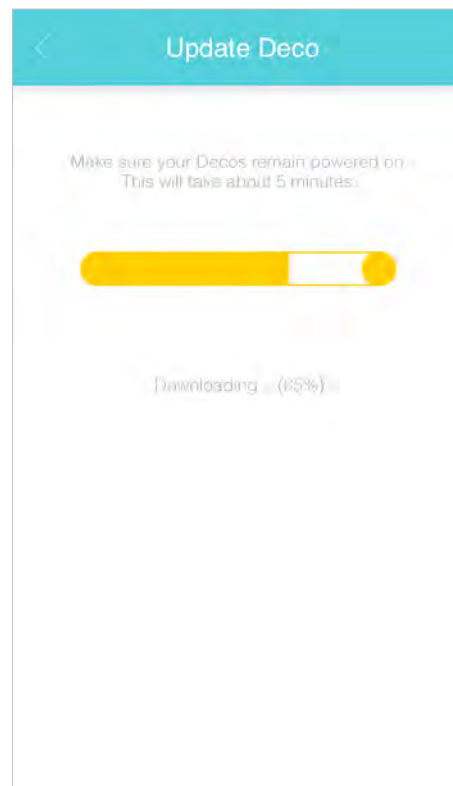 Update Deco
Make sure your Decos remain powered on.
This will take about 5 minutes.
Downloading... (65%)